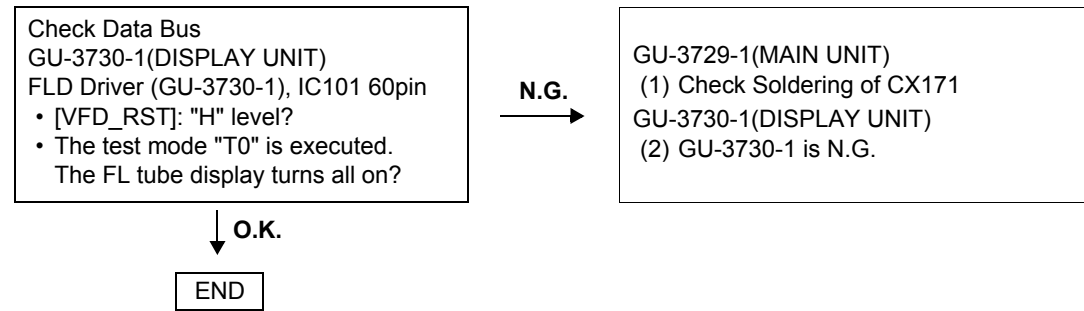 Check Data Bus
GU-3730-1(DISPLAY UNIT)
FLD Driver (GU-3730-1), IC101 60pin
• [VFD_RST]: "H" level?
• The test mode "T0" is executed.
The FL tube display turns all on?
N.G.
GU-3729-1(MAIN UNIT)
(1) Check Soldering of CX171
GU-3730-1(DISPLAY UNIT)
(2) GU-3730-1 is N.G.
O.K.
END